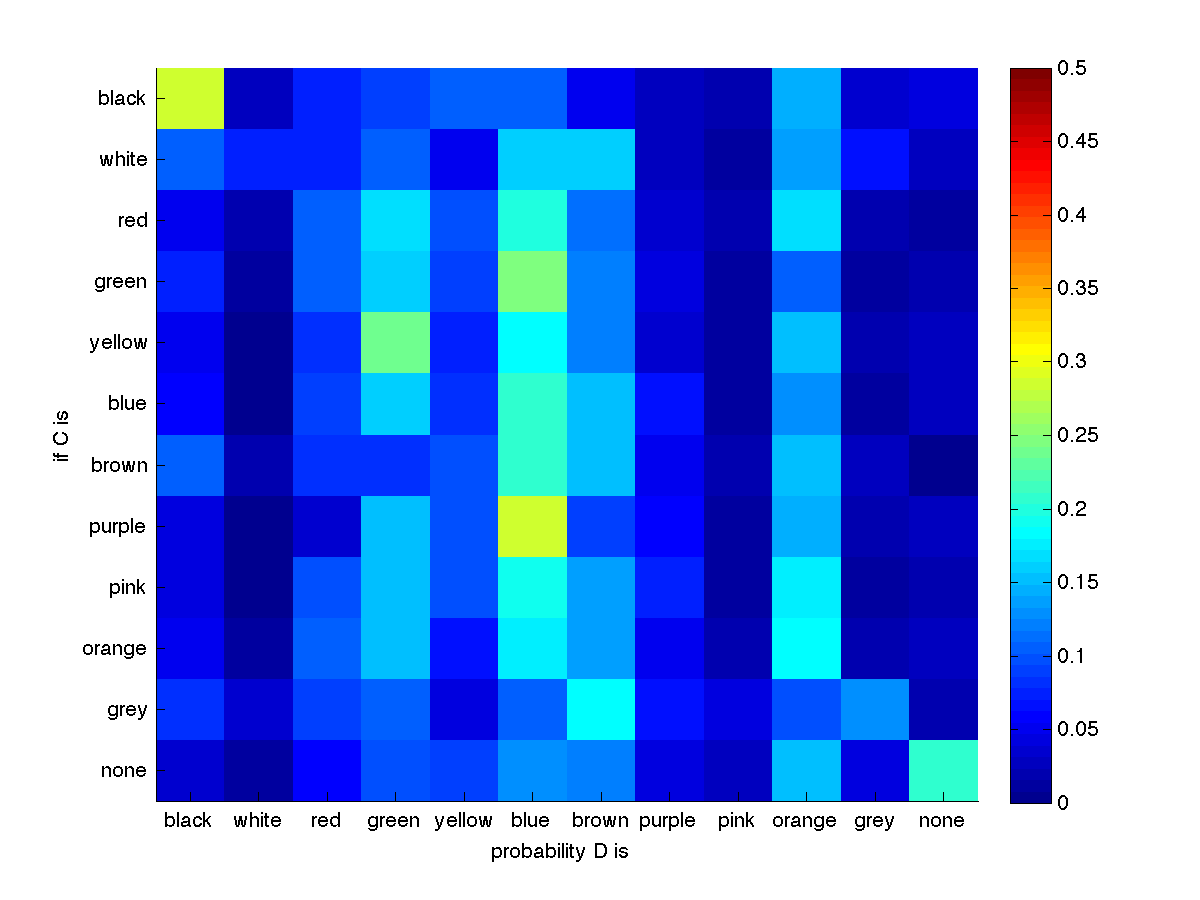 black
white
red
green
yellow
blue
brown
purple
pink
orange
grey
none
if C is
black white red green yellow blue brown purple pink orange grey none
probability D is
0.5
0.45
0.4
0.35
0.3
0.25
0.2
0.15
0.1
0.05
0